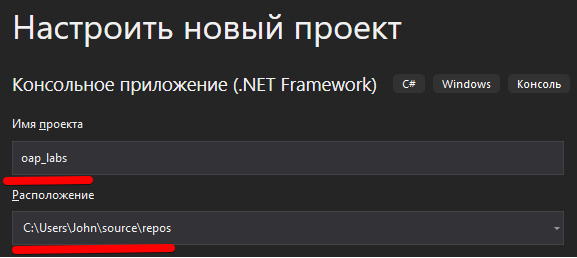 Настроить новый проект
Консольное приложение (.NET Framework) C# Windows Консоль
Имя проекта
oap_labs
Расположение
C:\Users\John\source\repos